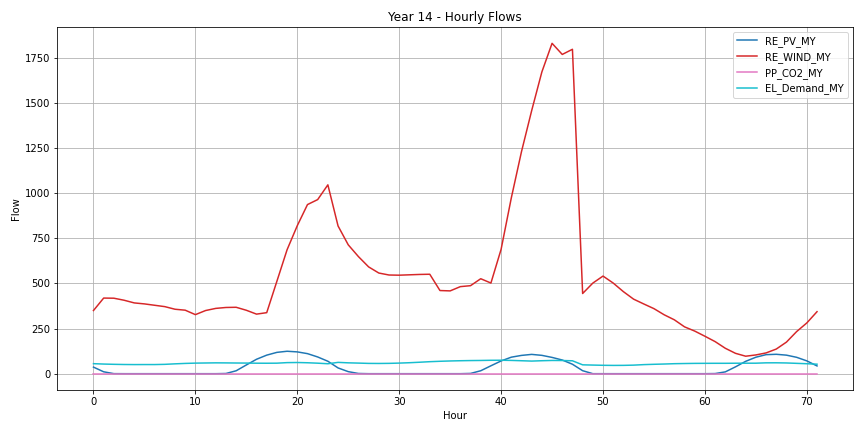 Year 14 - Hourly Flows
RE_PV_MY
RE_WIND_MY
PP_CO2_MY
EL_Demand_MY
1750
1500
1250
1000
750
500
250
0
Flow
0 10 20 30 40 50 60 70
Hour